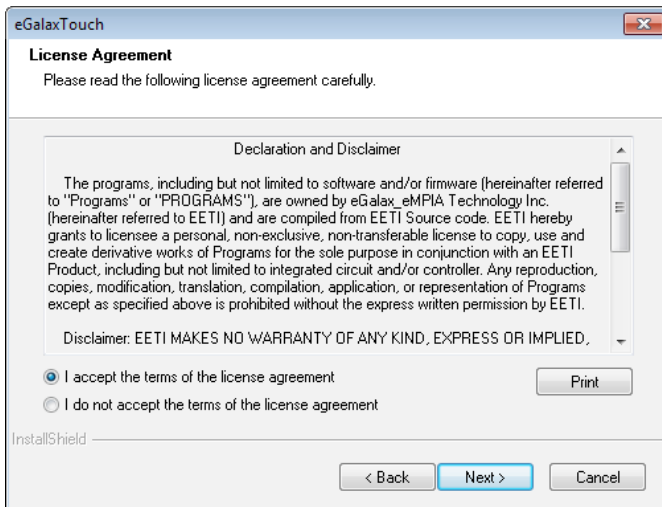 eGalaxTouch
License Agreement
Please read the following license agreement carefully.
Declaration and Disclaimer
The programs, including but not limited to software and/or firmware (hereinafter referred
to "Programs" or "PROGRAMS"), are owned by eGalax_eMPIA Technology Inc.
(hereinafter referred to EETI) and are compiled from EETI Source code. EETI hereby
grants to licensee a personal, non-exclusive, non-transferable license to copy, use and
create derivative works of Programs for the sole purpose in conjunction with an EETI
Product, including but not limited to integrated circuit and/or controller. Any reproduction,
copies, modification, translation, compilation, application, or representation of Programs
except as specified above is prohibited without the express written permission by EETI.
Disclaimer: EETI MAKES NO WARRANTY OF ANY KIND, EXPRESS OR IMPLIED,
I accept the terms of the license agreement
Print
I do not accept the terms of the license agreement
InstallShield
< Back
Next >
Cancel